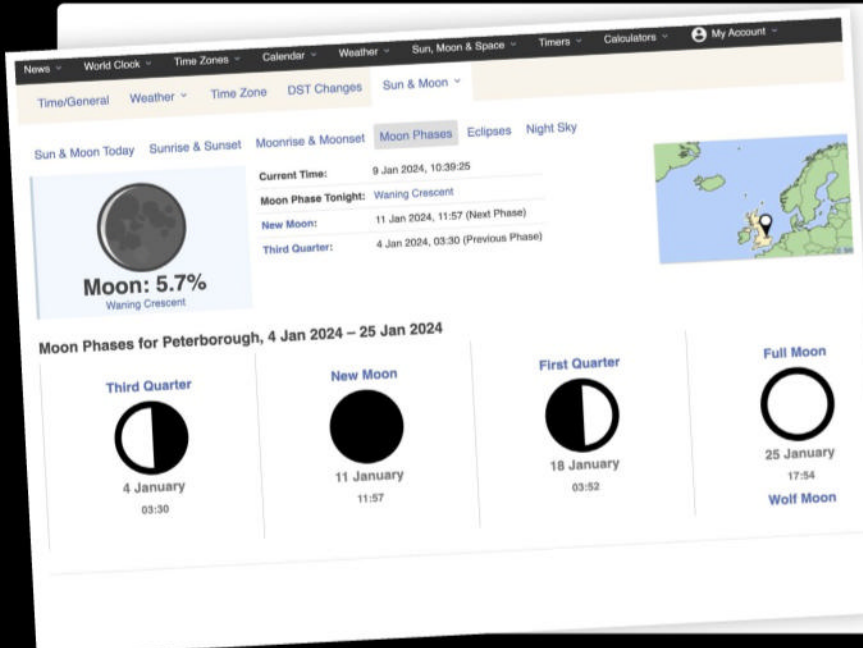 News World Clock Time Zones Calendar Weather Sun, Moon & Space Timers Calculators My Account
Time/General Weather Time Zone DST Changes Sun & Moon
Sun & Moon Today Sunrise & Sunset Moonrise & Moonset Moon Phases Eclipses Night Sky
Current Time: 9 Jan 2024, 10:39:25
Moon Phase Tonight: Waning Crescent
New Moon: 11 Jan 2024, 11:57 (Next Phase)
Third Quarter: 4 Jan 2024, 03:30 (Previous Phase)
Moon: 5.7%
Waning Crescent
Moon Phases for Peterborough, 4 Jan 2024 – 25 Jan 2024
Third Quarter
4 January
03:30
New Moon
11 January
11:57
First Quarter
18 January
03:52
Full Moon
25 January
17:54
Wolf Moon